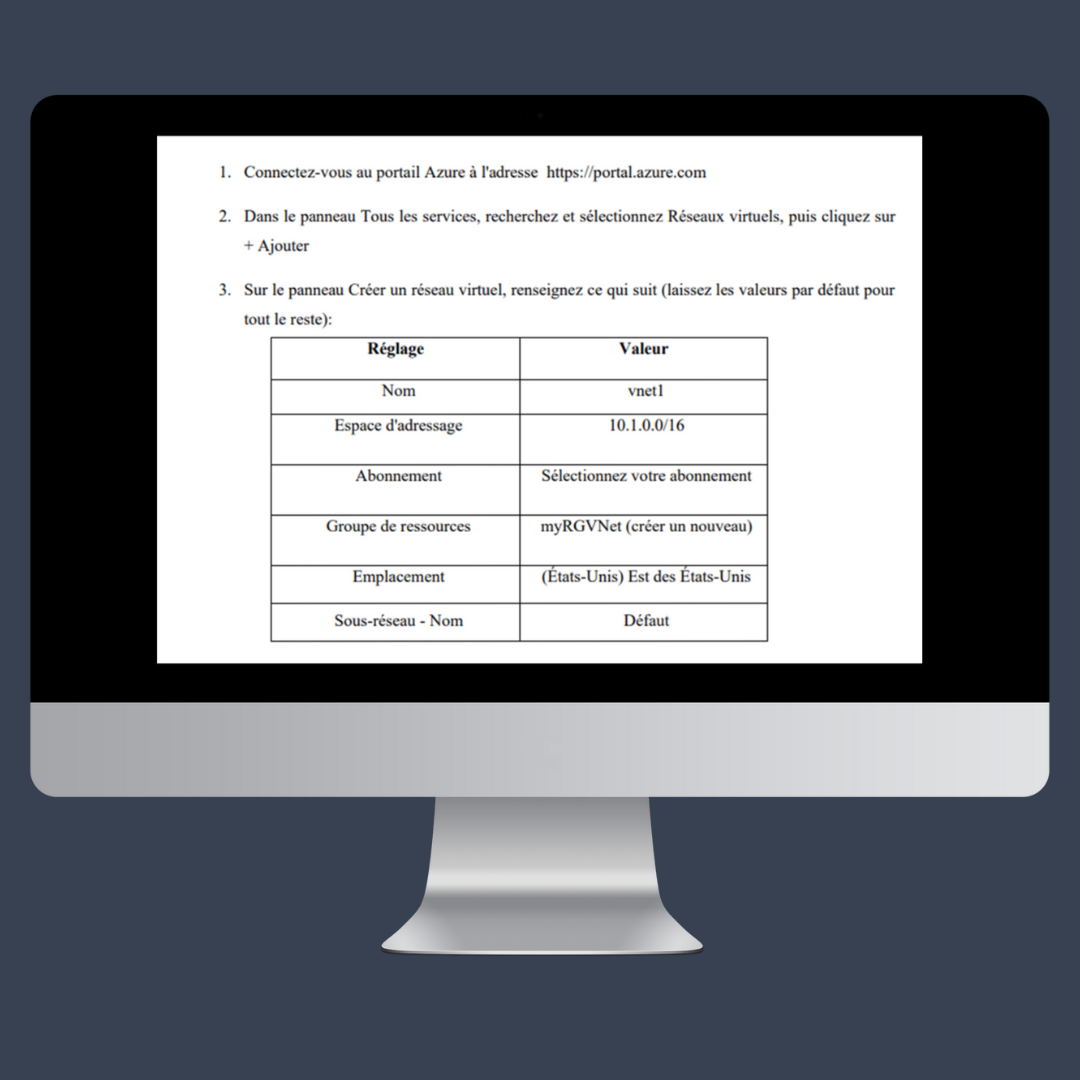 1. Connectez-vous au portail Azure à l'adresse https://portal.azure.com
2. Dans le panneau Tous les services, recherchez et sélectionnez Réseaux virtuels, puis cliquez sur
+ Ajouter
3. Sur le panneau Créer un réseau virtuel, renseignez ce qui suit (laissez les valeurs par défaut pour
tout le reste):
Réglage Valeur
Nom vnet1
Espace d'adressage 10.1.0.0/16
Abonnement Sélectionnez votre abonnement
Groupe de ressources myRGVNet (créer un nouveau)
Emplacement (États-Unis) Est des États-Unis
Sous-réseau - Nom Défaut